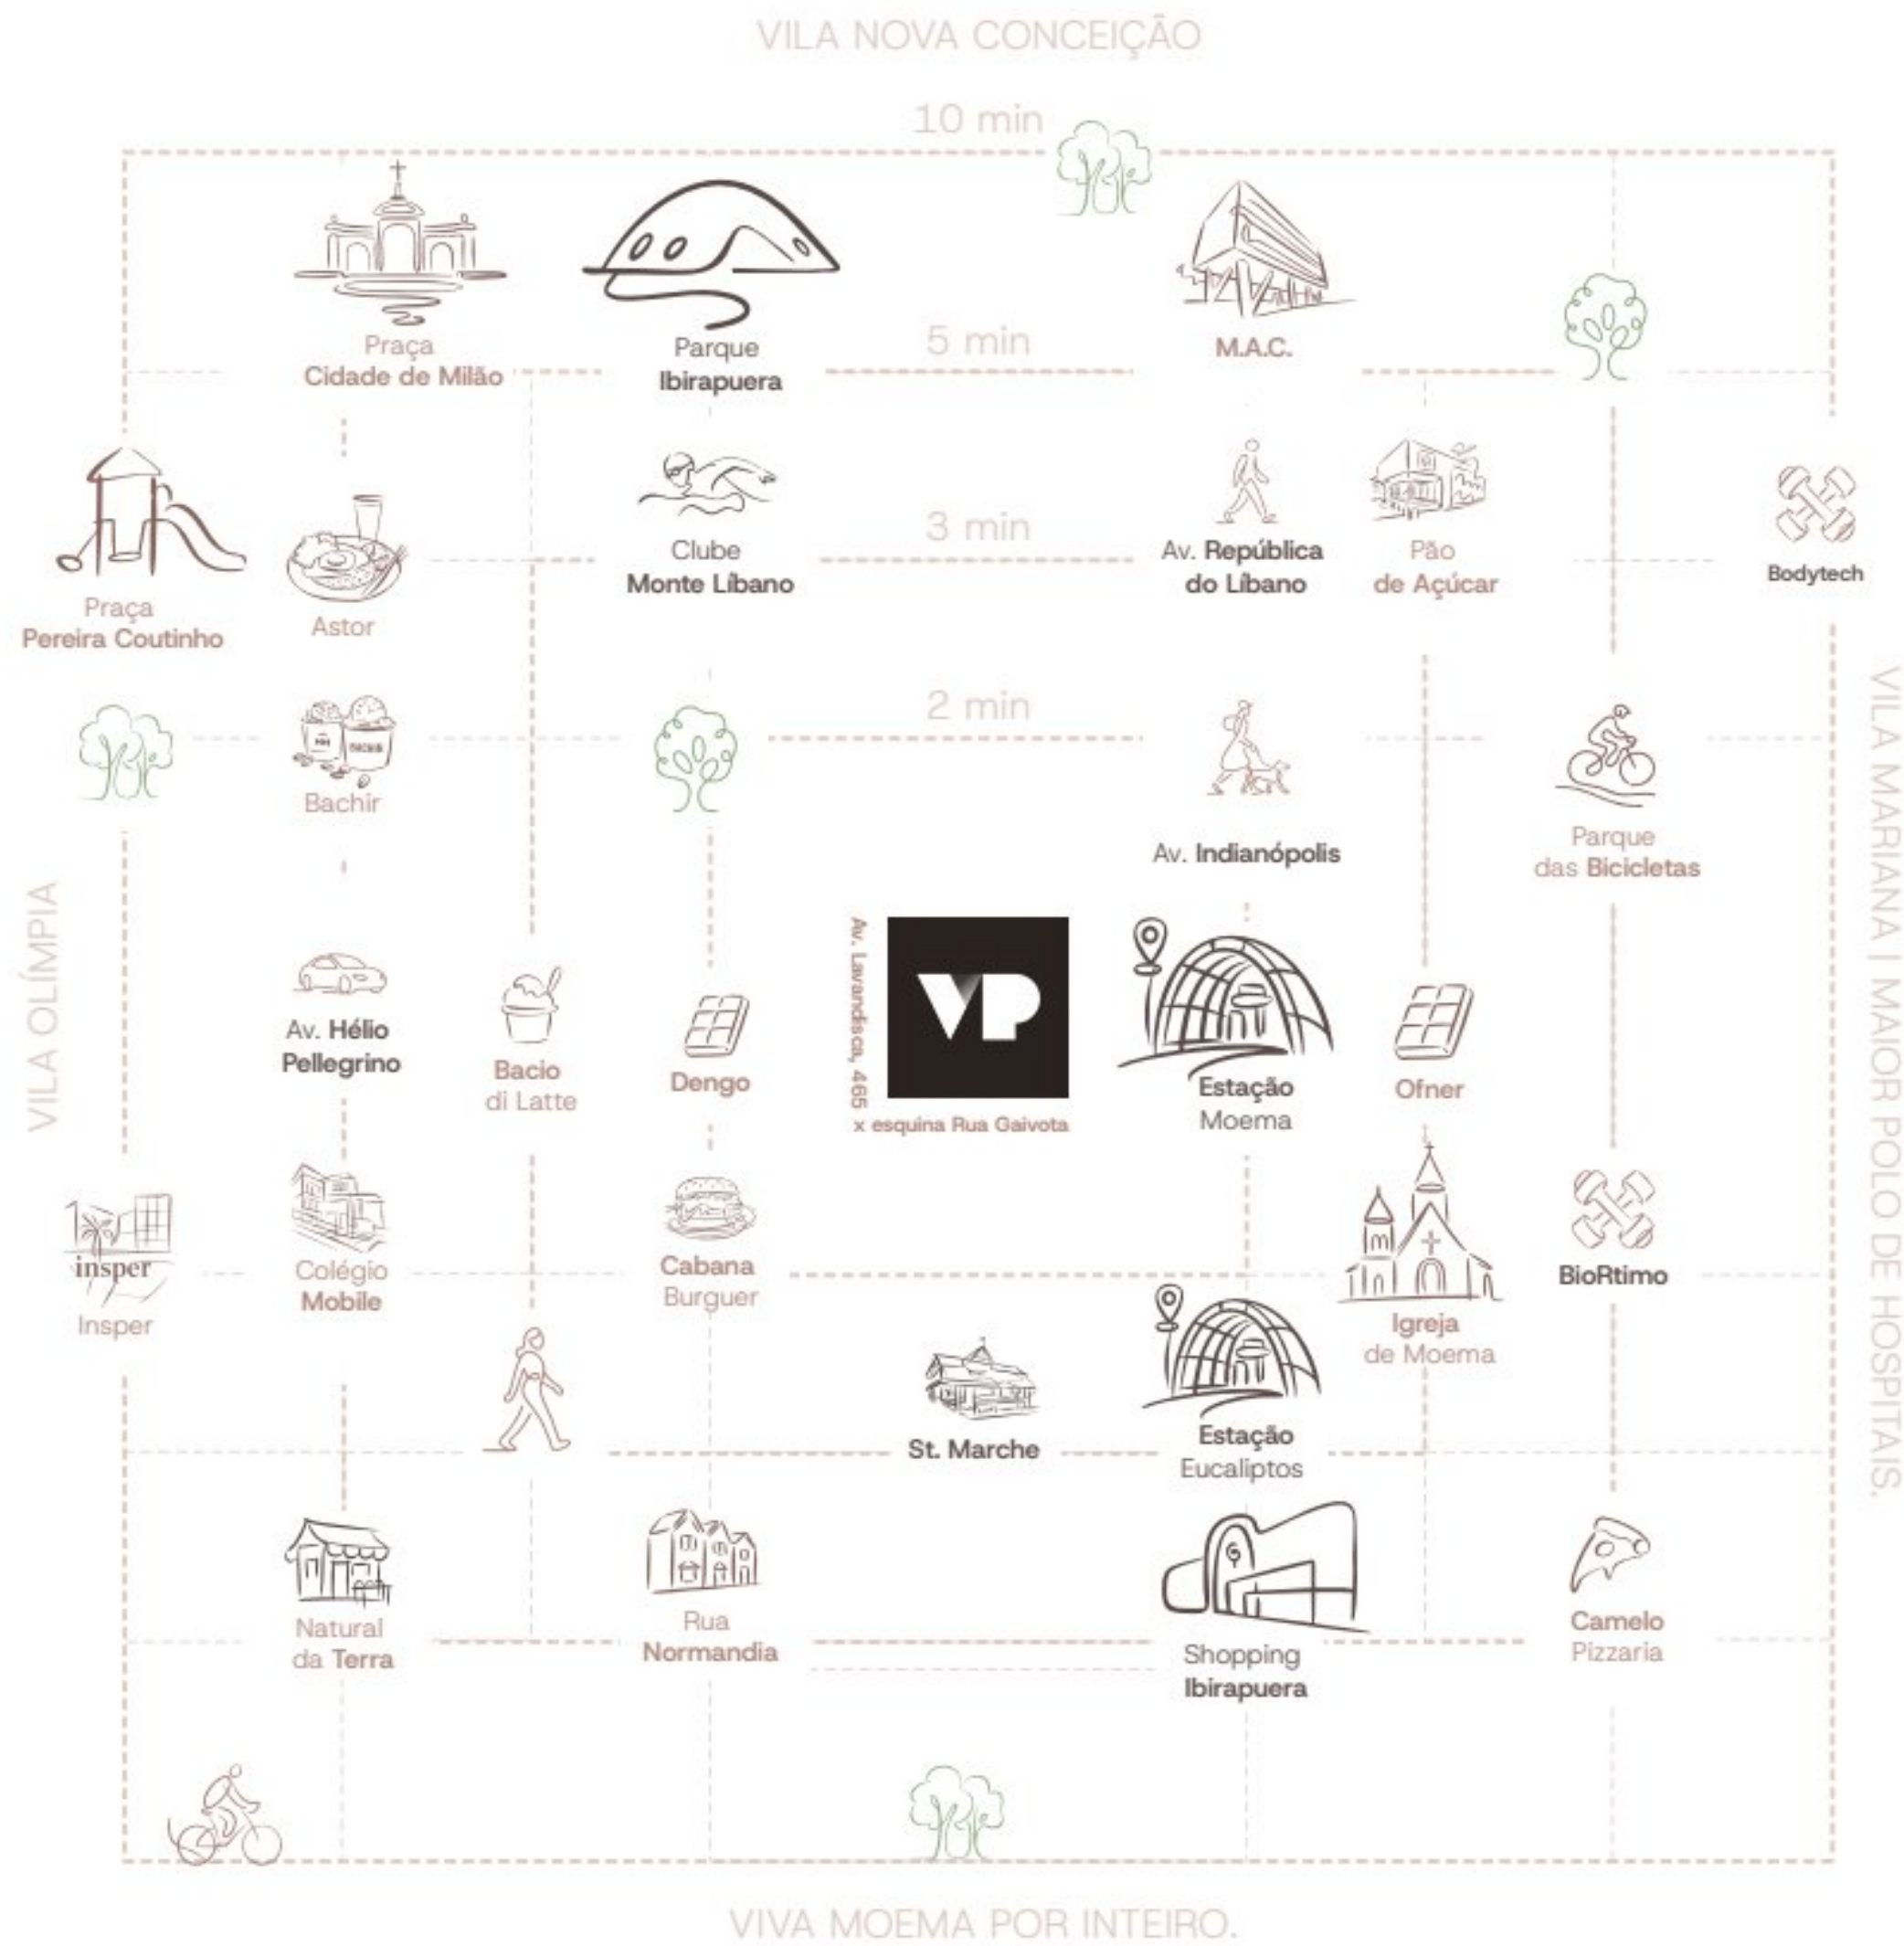 VILA NOVA CONCEIÇÃO
10 min
Praça
Cidade de Milão
Parque
Ibirapuera
5 min
M.A.C.
Praça
Pereira Coutinho
Astor
Clube
Monte Líbano
3 min
Av. República
do Líbano
Pão
de Açúcar
Bodytech
BACHIR
Bachir
2 min
Av. Indianópolis
Parque
das Bicicletas
VILA OLÍMPIA
VILA MARIANA | MAIOR POLO DE HOSPITAIS.
Av. Hélio
Pellegrino
Bacio
di Latte
Dengo
Av. Lavandisca, 465
VP
x esquina Rua Gaivota
Estação
Moema
Ofner
insper
Insper
Colégio
Mobile
Cabana
Burguer
St. Marche
Estação
Eucaliptos
Igreja
de Moema
BioRtimo
Natural
da Terra
Rua
Normandia
Shopping
Ibirapuera
Camelo
Pizzaria
VIVA MOEMA POR INTEIRO.